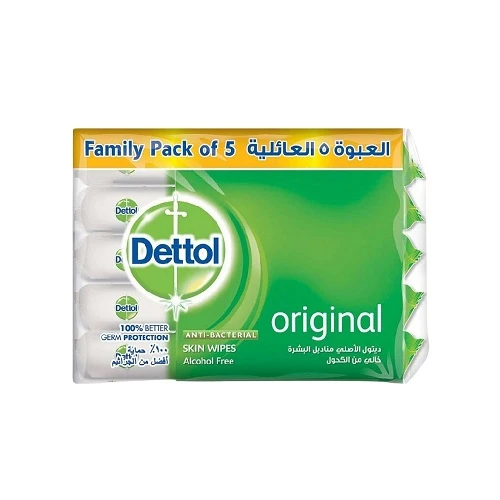 Family Pack of 5 العبوة ٥ العائلية
Dettol
Dettol
Dettol
Dettol
original
ANTI-BACTERIAL
SKIN WIPES
Alcohol Free
ديتول الأصلي مناديل البشرة
خالي من الكحول
100% BETTER
GERM PROTECTION
١٠٠٪ حماية
أفضل من الجراثيم